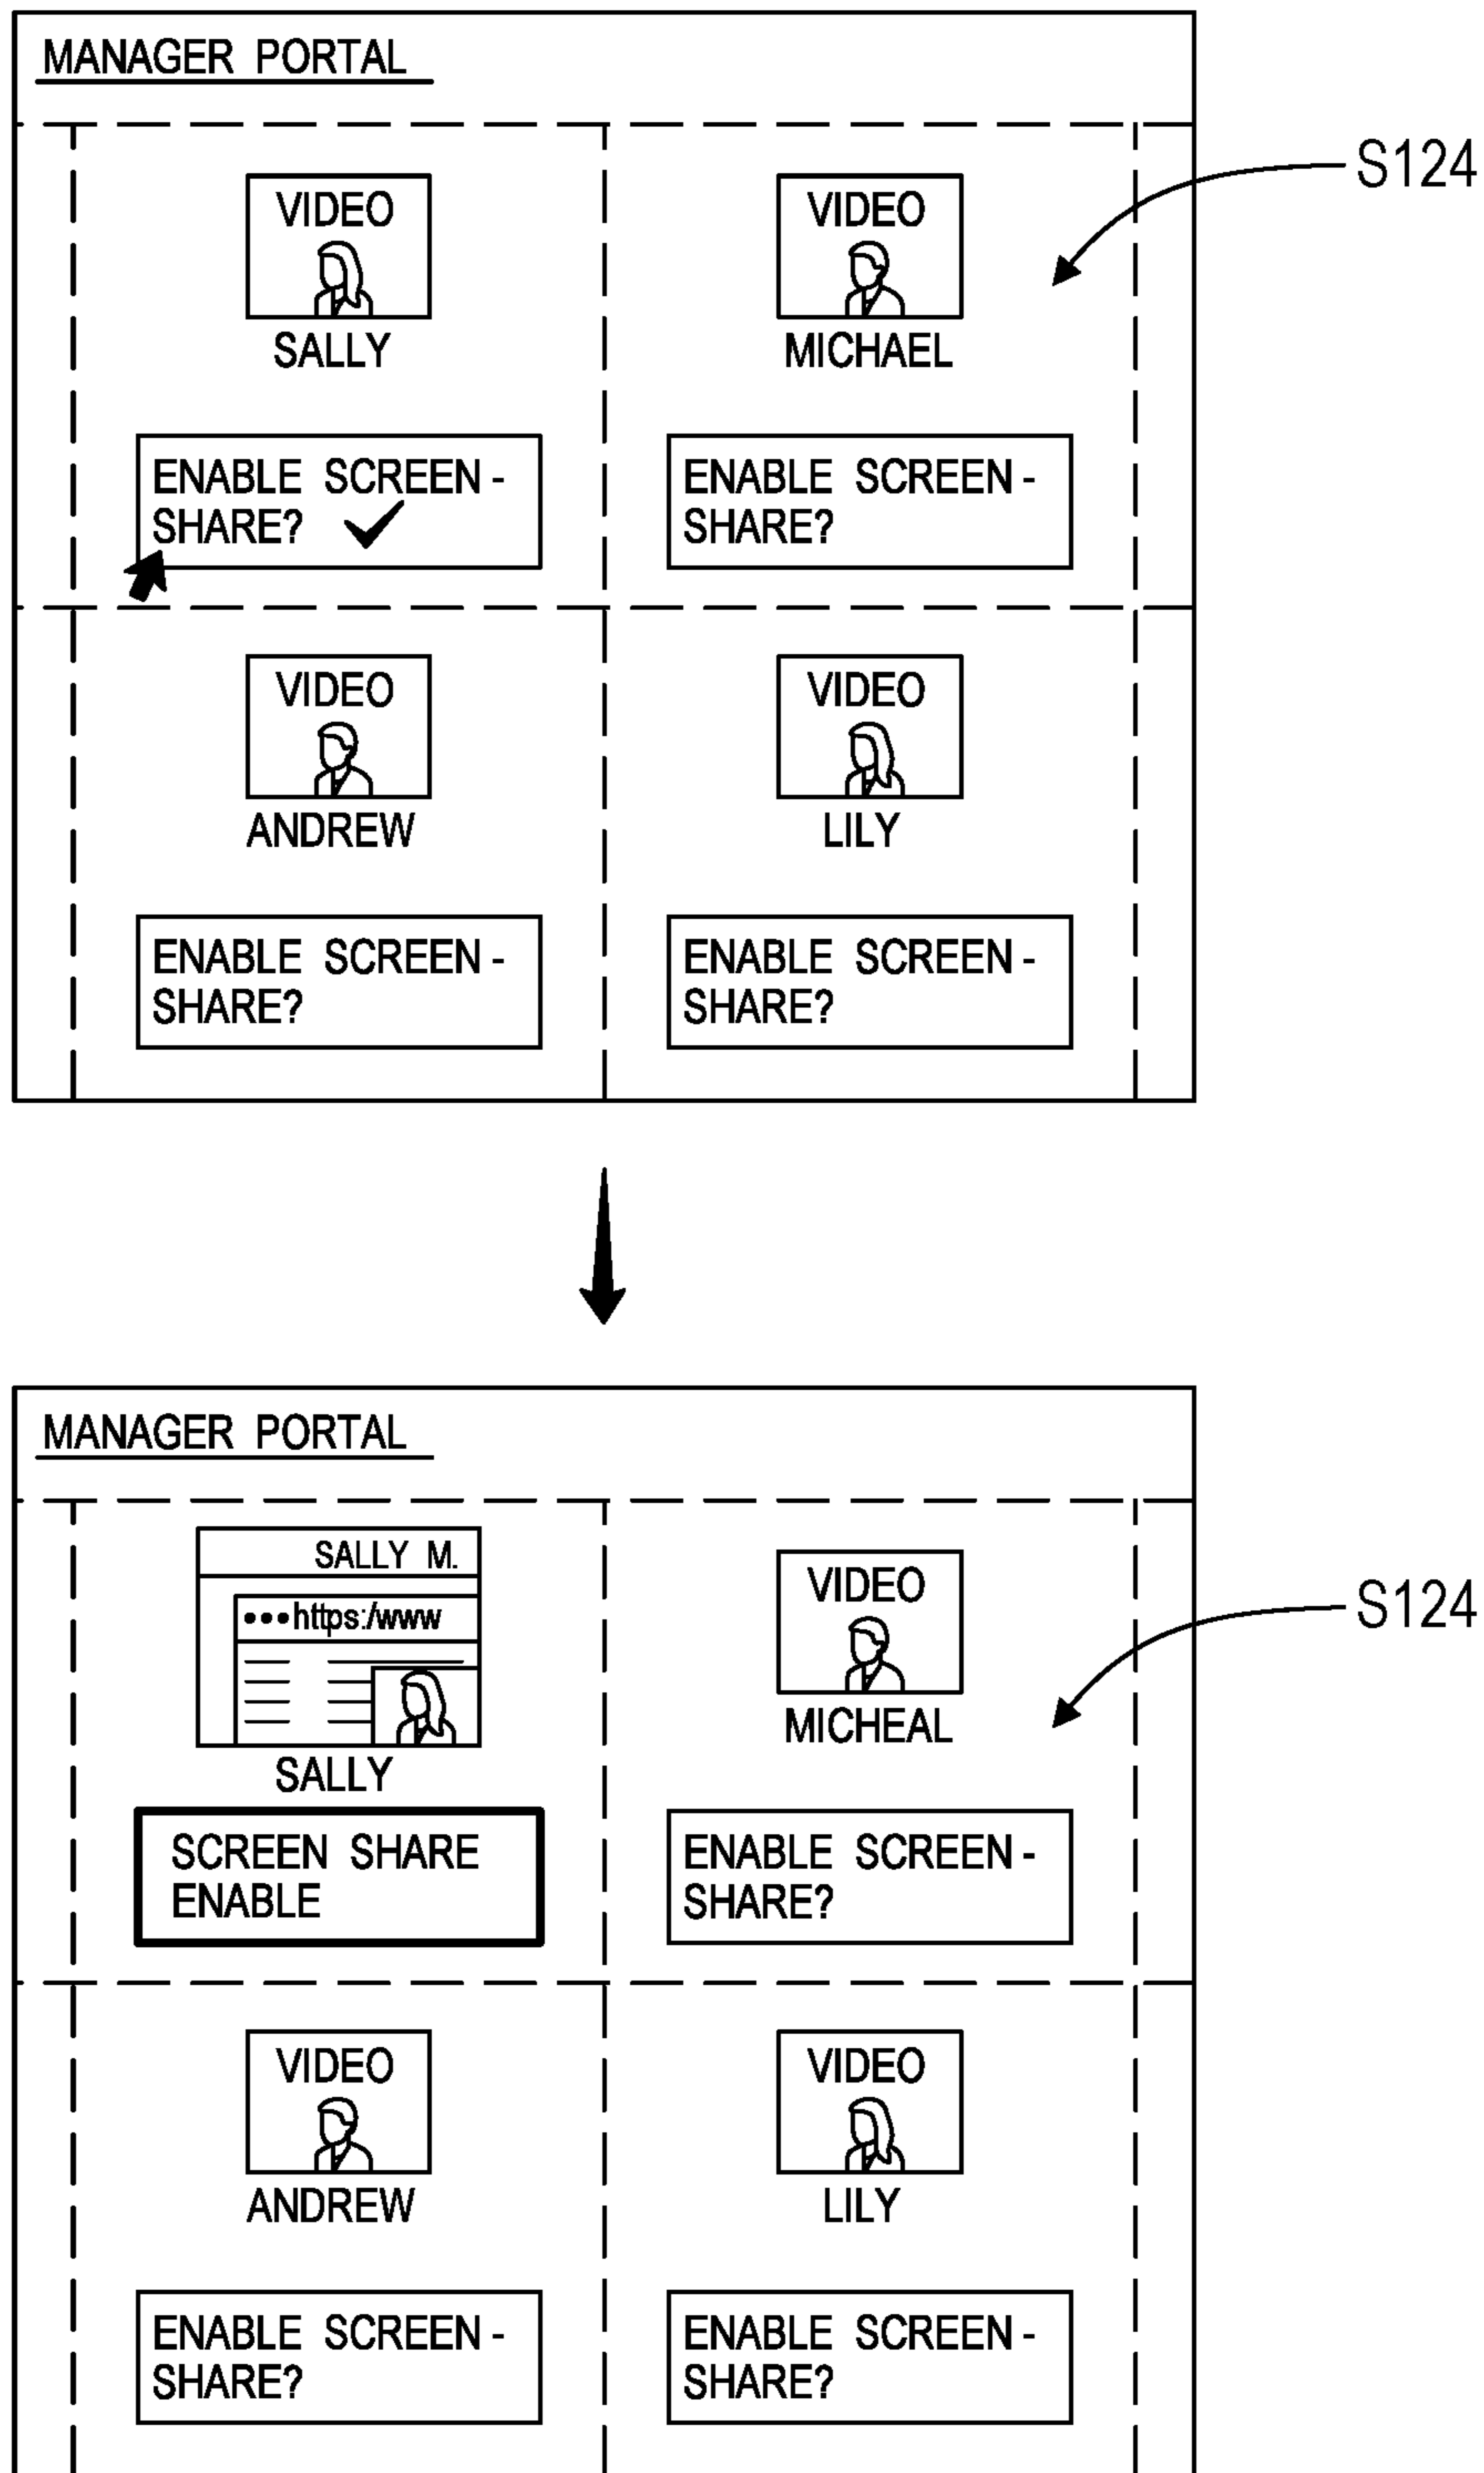 MANAGER PORTAL
S124
VIDEO
VIDEO
SALLY
MICHAEL
ENABLE SCREEN-
SHARE?
ENABLE SCREEN-
SHARE?
VIDEO
VIDEO
ANDREW
LILY
ENABLE SCREEN-
SHARE?
ENABLE SCREEN-
SHARE?
MANAGER PORTAL
SALLY M.
https:/www
SALLY
VIDEO
MICHEAL
S124
SCREEN SHARE
ENABLE
ENABLE SCREEN-
SHARE?
VIDEO
VIDEO
ANDREW
LILY
ENABLE SCREEN-
SHARE?
ENABLE SCREEN-
SHARE?